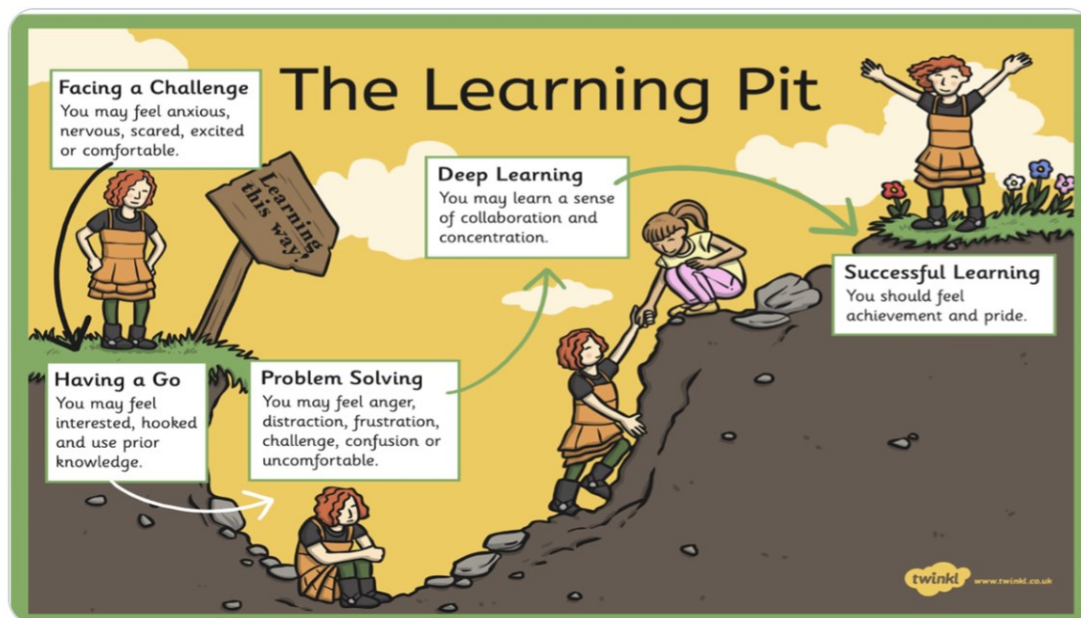 The Learning Pit
Facing a Challenge
You may feel anxious,
nervous, scared, excited
or comfortable.
Learning
this way!
Having a Go
You may feel
interested, hooked
and use prior
knowledge.
Problem Solving
You may feel anger,
distraction, frustration,
challenge, confusion or
uncomfortable.
Deep Learning
You may learn a sense
of collaboration and
concentration.
Successful Learning
You should feel
achievement and pride.
twinkl www.twinkl.co.uk